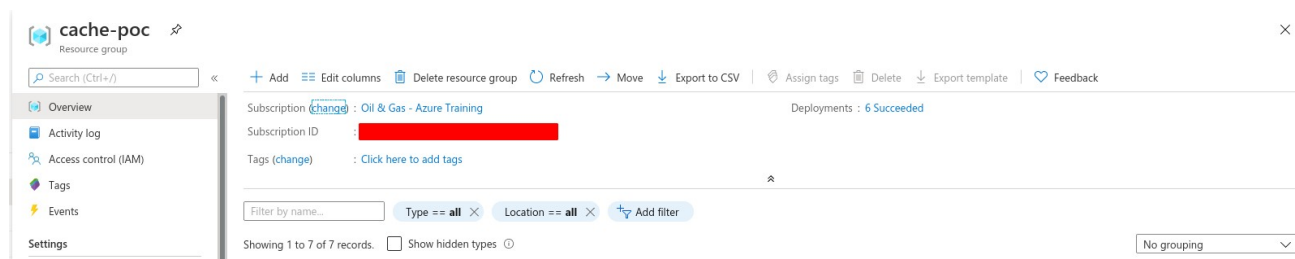 cache-poc
Resource group
Search (Ctrl+/)
«
Add Edit columns Delete resource group Refresh Move Export to CSV Assign tags Delete Export template Feedback
Overview
Activity log
Access control (IAM)
Tags
Events
Settings
Subscription (change) : Oil & Gas - Azure Training
Deployments : 6 Succeeded
Subscription ID :
Tags (change) : Click here to add tags
Filter by name...
Type == all
Location == all
Add filter
Showing 1 to 7 of 7 records. Show hidden types
No grouping